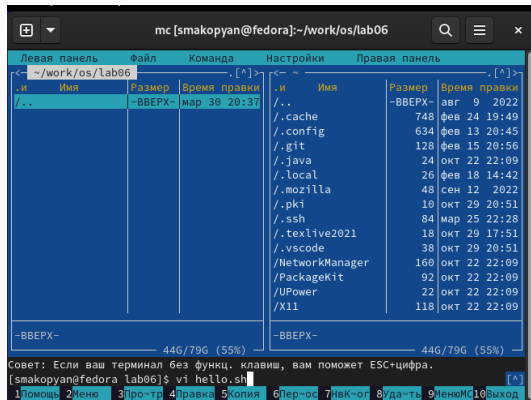 mc [smakopyan@fedora]:~/work/os/lab06
Левая панель Файл Команда Настройки Правая панель
<— ~/work/os/lab06 .[^]>
<— ~ .[^]>
.и Имя Размер Время правки
/.. -ВВЕРХ- мар 30 20:37
-ВВЕРХ-
44G/79G (55%)
.и Имя Размер Время правки
/.. -ВВЕРХ- авг 9 2022
/.cache 748 фев 24 19:49
/.config 634 фев 13 20:45
/.git 128 фев 15 20:56
/.java 24 окт 22 22:09
/.local 26 фев 18 14:42
/.mozilla 48 сен 12 2022
/.pki 10 окт 29 20:51
/.ssh 84 мар 25 22:28
/.texlive2021 18 окт 29 17:51
/.vscode 38 окт 29 20:51
/NetworkManager 160 окт 22 22:09
/PackageKit 92 окт 22 22:09
/UPower 22 окт 22 22:09
/X11 118 окт 22 22:09
-ВВЕРХ-
44G/79G (55%)
Совет: Если ваш терминал без функц. клавиш, вам поможет ESC+цифра.
[smakopyan@fedora lab06]$ vi hello.sh [^]
1Помощь 2Меню 3Про~тр 4Правка 5Копия 6Пер~ос 7НвК~ог 8Уда~ть 9МенюMC 10Выход